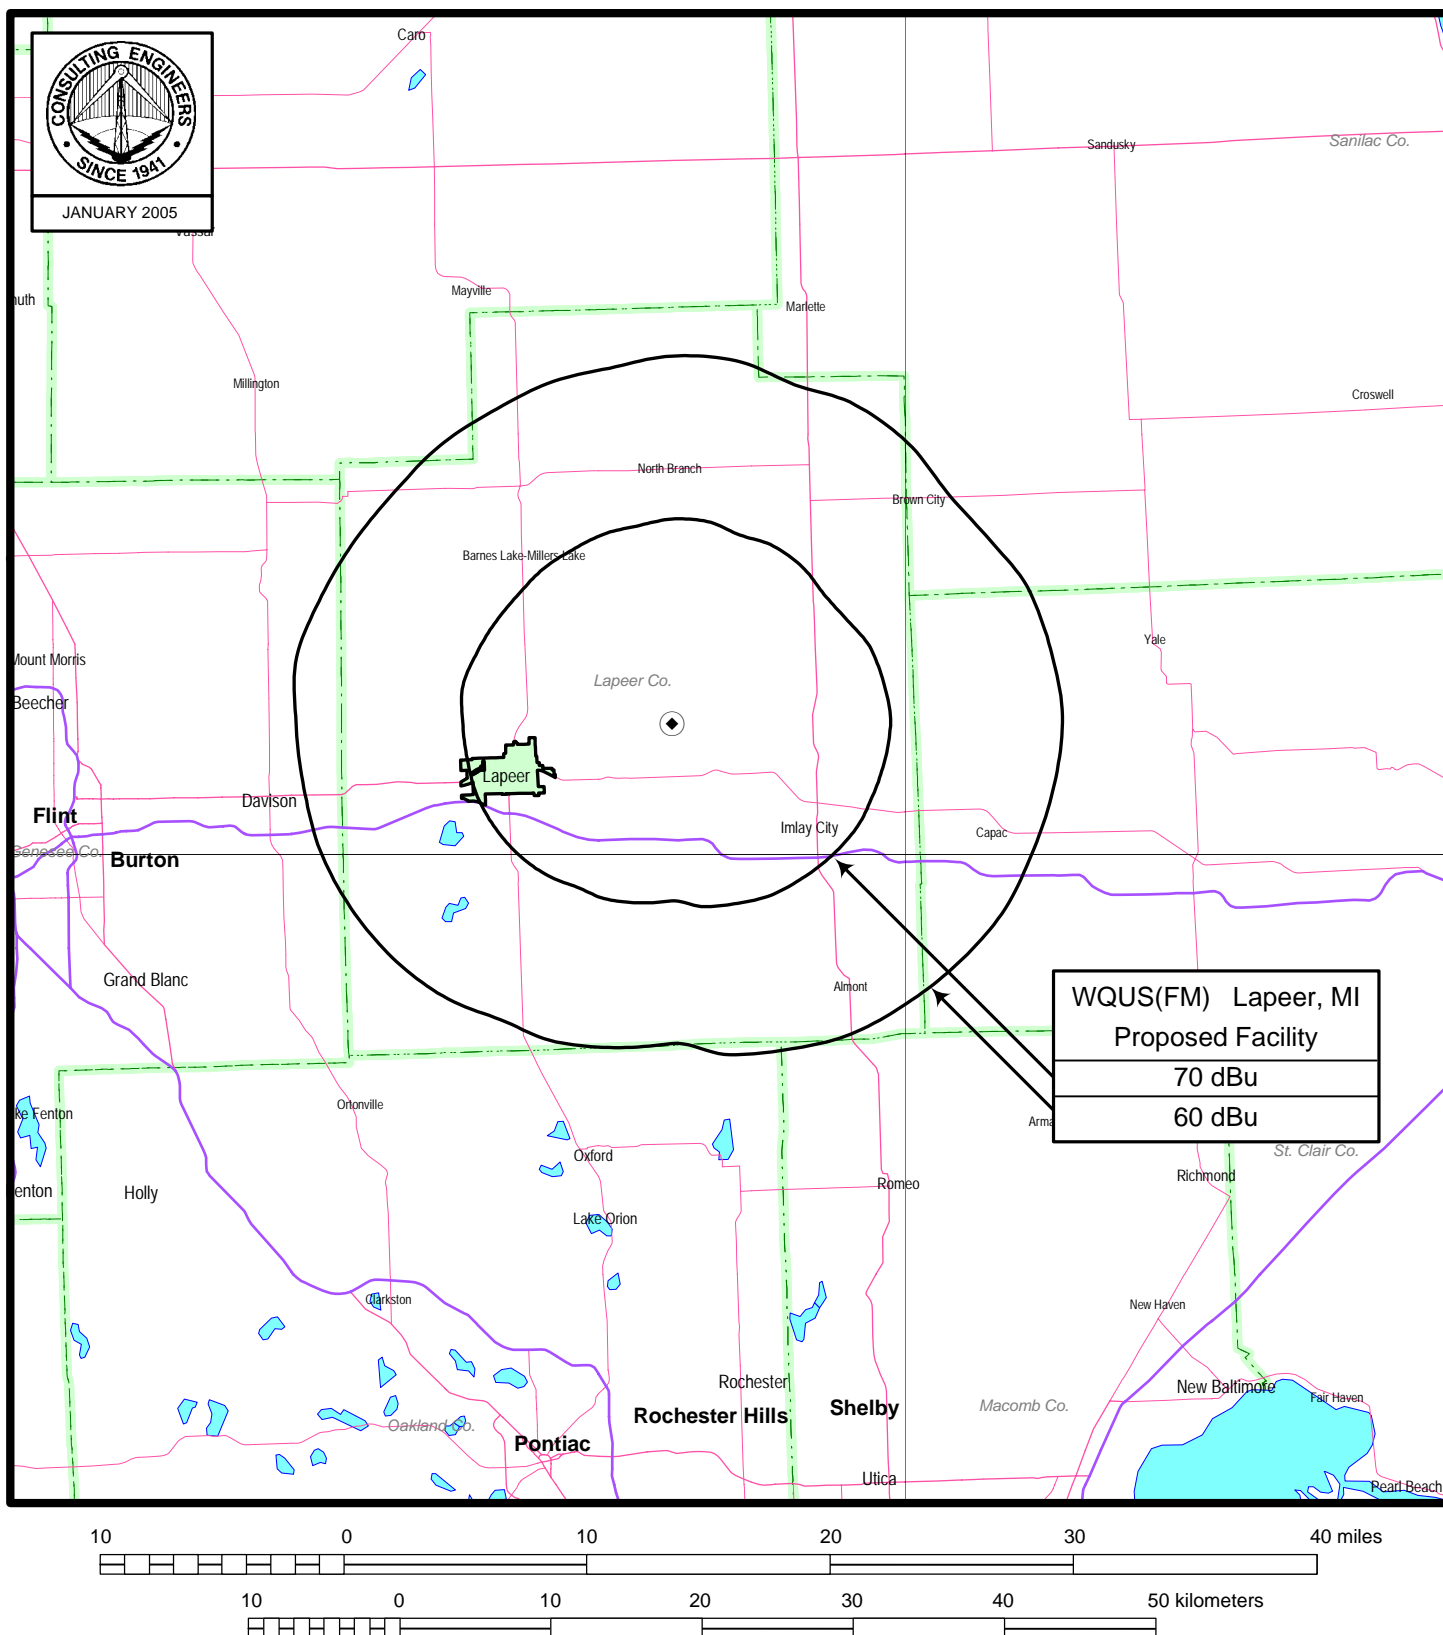 Caro
CONSULTING ENGINEERS
SINCE 1941
JANUARY 2005
Sandusky
Sanilac Co.
Mayville
Marlette
Millington
Croswell
North Branch
Brown City
Barnes Lake-Millers Lake
Yale
Mount Morris
Lapeer Co.
Beecher
Lapeer
Davison
Flint
Imlay City
Capac
Genesee Co.
Burton
Grand Blanc
Almont
WQUS(FM) Lapeer, MI
Proposed Facility
70 dBu
60 dBu
Ortonville
St. Clair Co.
Oxford
Richmond
Holly
Romeo
Lake Orion
Clarkston
New Haven
Rochester
New Baltimore
Fair Haven
Rochester Hills
Shelby
Macomb Co.
Oakland Co.
Pontiac
Utica
Pearl Beach
10 0 10 20 30 40 miles
10 0 10 20 30 40 50 kilometers